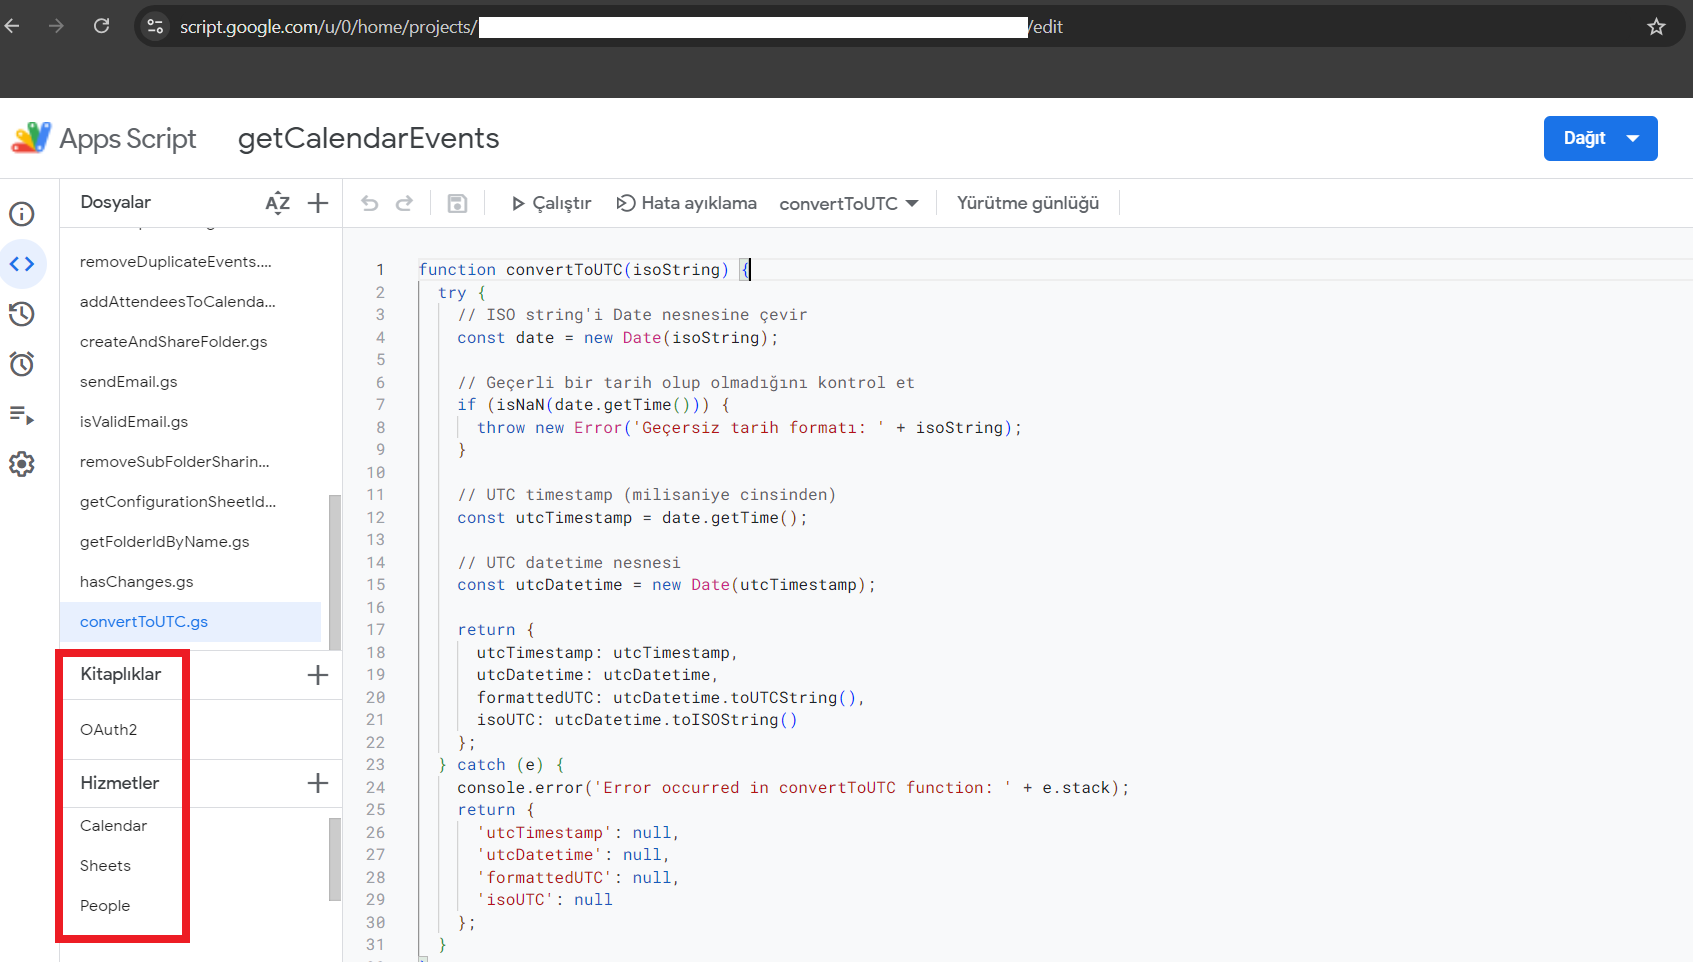 script.google.com/u/0/home/projects/ /edit
Apps Script
getCalendarEvents
Dağıt
Dosyalar
AZ
Çalıştır
Hata ayıklama
convertToUTC
Yürütme günlüğü
removeDuplicateEvents....
addAttendeesToCalenda...
createAndShareFolder.gs
sendEmail.gs
isValidEmail.gs
removeSubFolderSharin...
getConfigurationSheetId...
getFolderIdByName.gs
hasChanges.gs
convertToUTC.gs
Kitaplıklar
OAuth2
Hizmetler
Calendar
Sheets
People
1 function convertToUTC(isoString) {
2 try {
3 // ISO string'i Date nesnesine çevir
4 const date = new Date(isoString);
5
6 // Geçerli bir tarih olup olmadığını kontrol et
7 if (isNaN(date.getTime())) {
8 throw new Error('Geçersiz tarih formatı: ' + isoString);
9 }
10
11 // UTC timestamp (milisaniye cinsinden)
12 const utcTimestamp = date.getTime();
13
14 // UTC datetime nesnesi
15 const utcDatetime = new Date(utcTimestamp);
16
17 return {
18 utcTimestamp: utcTimestamp,
19 utcDatetime: utcDatetime,
20 formattedUTC: utcDatetime.toUTCString(),
21 isoUTC: utcDatetime.toISOString()
22 };
23 } catch (e) {
24 console.error('Error occurred in convertToUTC function: ' + e.stack);
25 return {
26 'utcTimestamp': null,
27 'utcDatetime': null,
28 'formattedUTC': null,
29 'isoUTC': null
30 };
31 }